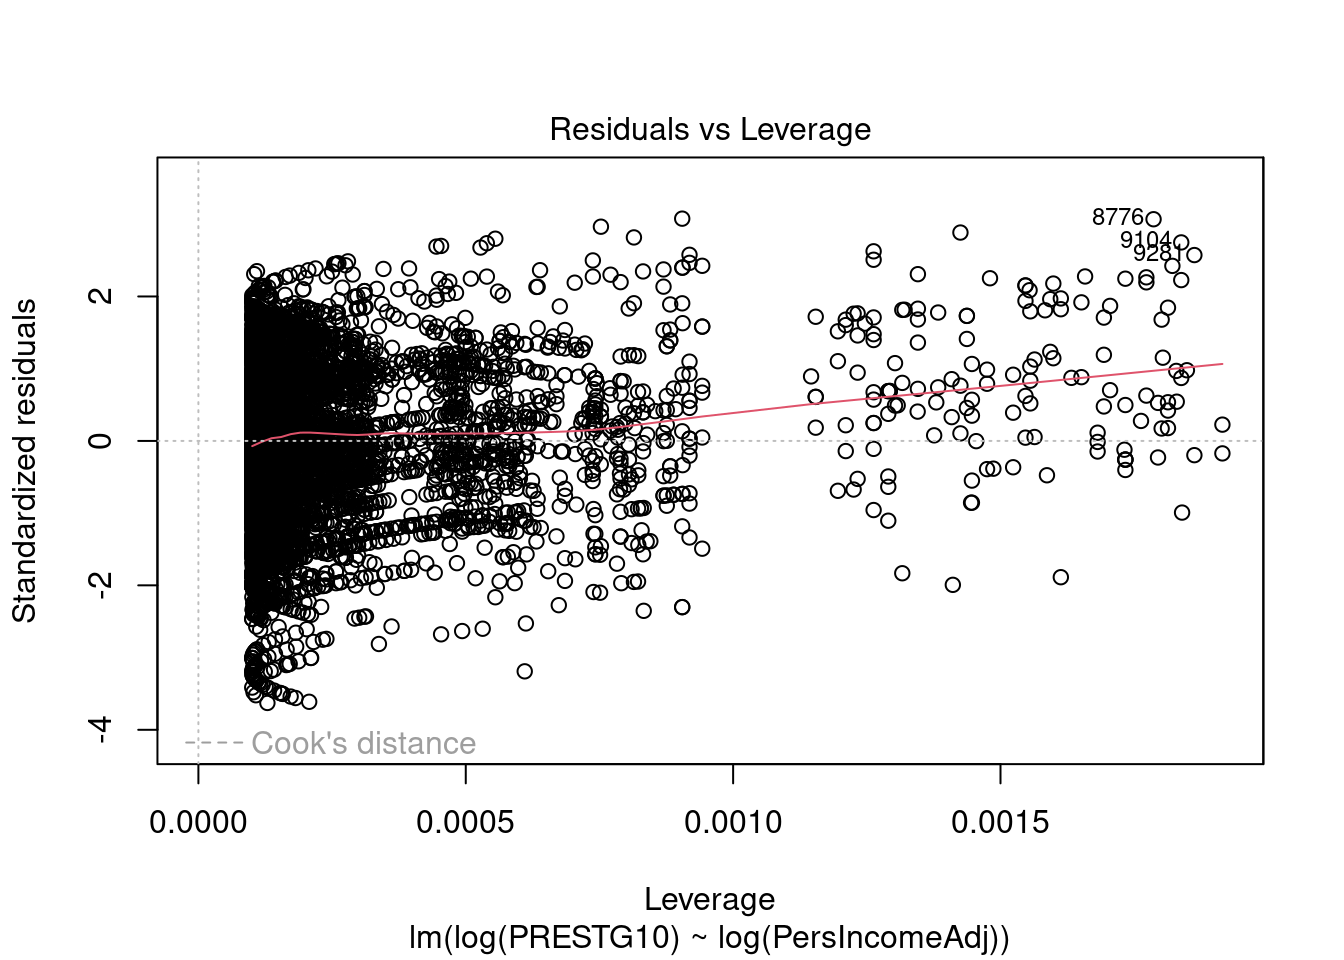 Residuals vs Leverage
Standardized residuals
2
0
-2
-4
8776
9104
9281
Cook's distance
0.0000 0.0005 0.0010 0.0015
Leverage
lm(log(PRESTG10) ~ log(PersIncomeAdj))